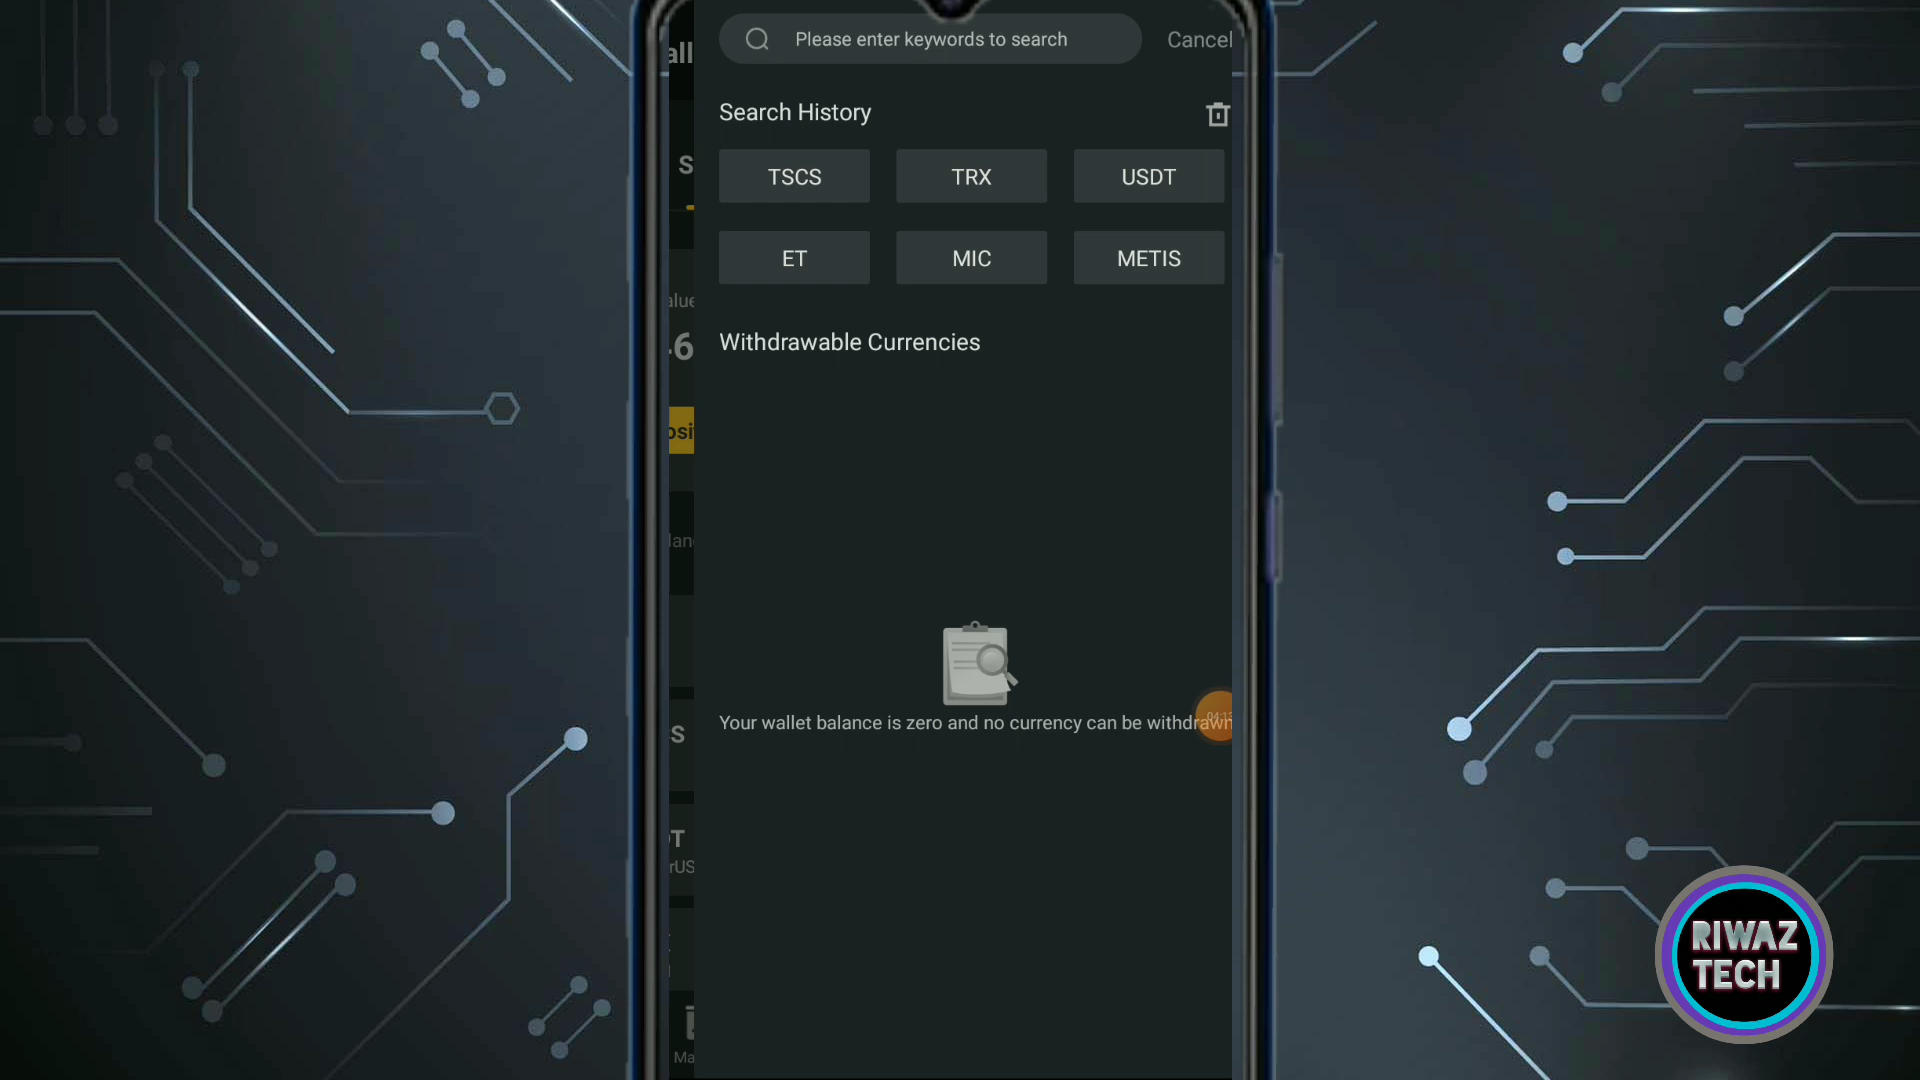 Please enter keywords to search
Cancel
Search History
TSCS
TRX
USDT
ET
MIC
METIS
Withdrawable Currencies
Your wallet balance is zero and no currency can be withdrawn
RIWAZ
TECH